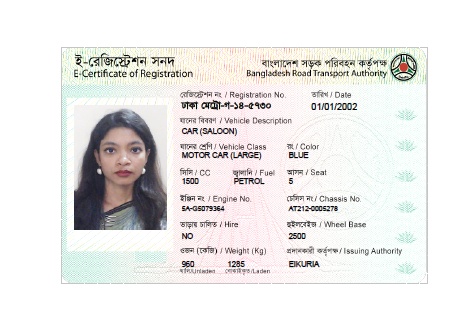 ই-রেজিস্ট্রেশন সনদ
E-Certificate of Registration
বাংলাদেশ সড়ক পরিবহন কর্তৃপক্ষ
Bangladesh Road Transport Authority
রেজিস্ট্রেশন নং / Registration No. তারিখ / Date
ঢাকা মেট্রো-গ-১৪-৫৭৩০ 01/01/2002
যানের বিবরণ / Vehicle Description
CAR (SALOON)
যানের শ্রেণি / Vehicle Class রং / Color
MOTOR CAR (LARGE) BLUE
সিসি / CC জ্বালানি / Fuel আসন / Seat
1500 PETROL 5
ইঞ্জিন নং / Engine No. চেসিস নং / Chassis No.
5A-G5079364 AT212-0005278
ভাড়ায় চালিত / Hire হুইলবেইজ / Wheel Base
NO 2500
ওজন (কেজি) / Weight (Kg) প্রদানকারী কর্তৃপক্ষ / Issuing Authority
960 1285 EIKURIA
খালি/Unladen বোঝাইকৃত/Laden